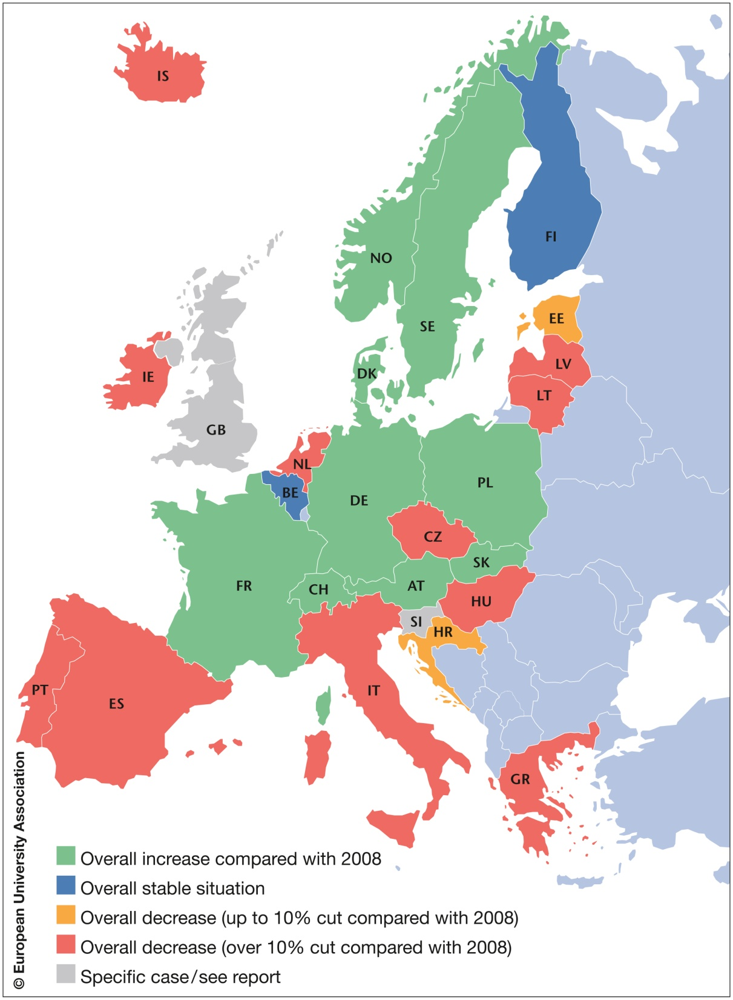 IS
FI
NO
SE
EE
LV
LT
DK
IE
GB
NL
BE
DE
PL
CZ
SK
FR
CH
AT
HU
SI
HR
PT
ES
IT
GR
© European University Association
Overall increase compared with 2008
Overall stable situation
Overall decrease (up to 10% cut compared with 2008)
Overall decrease (over 10% cut compared with 2008)
Specific case/see report